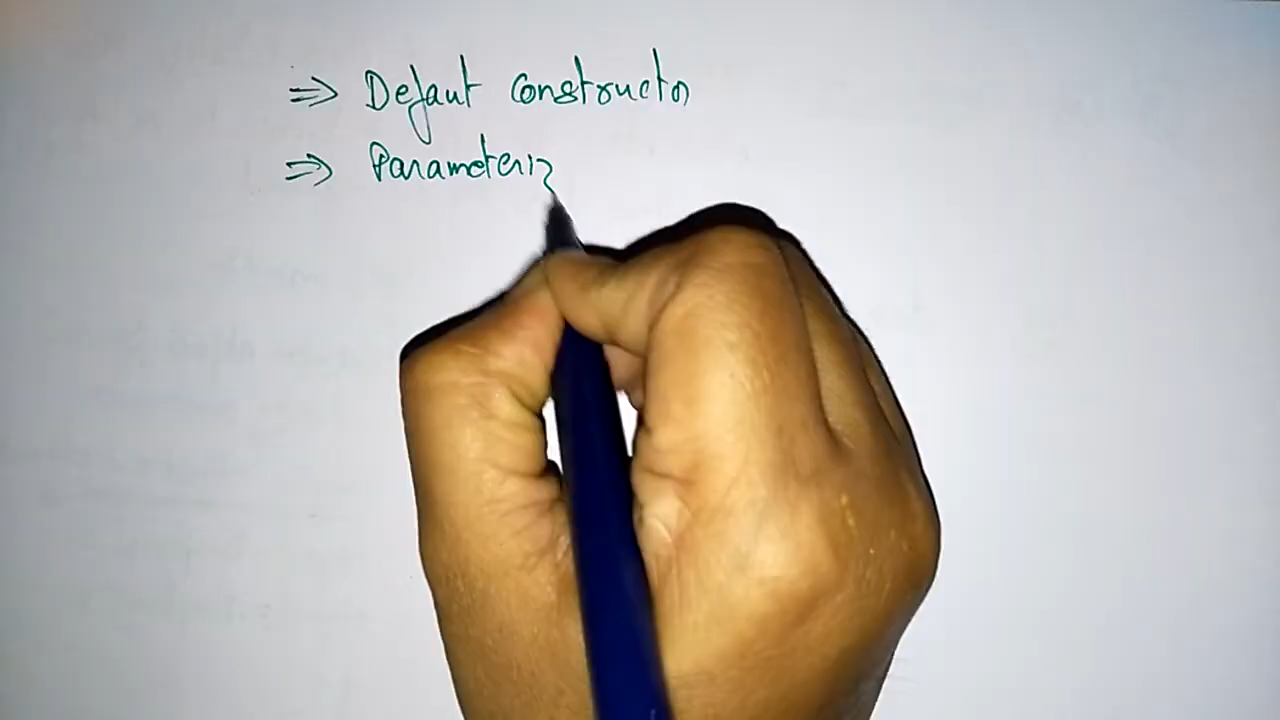 ⇒ Defaut constructor
⇒ Parameteriz